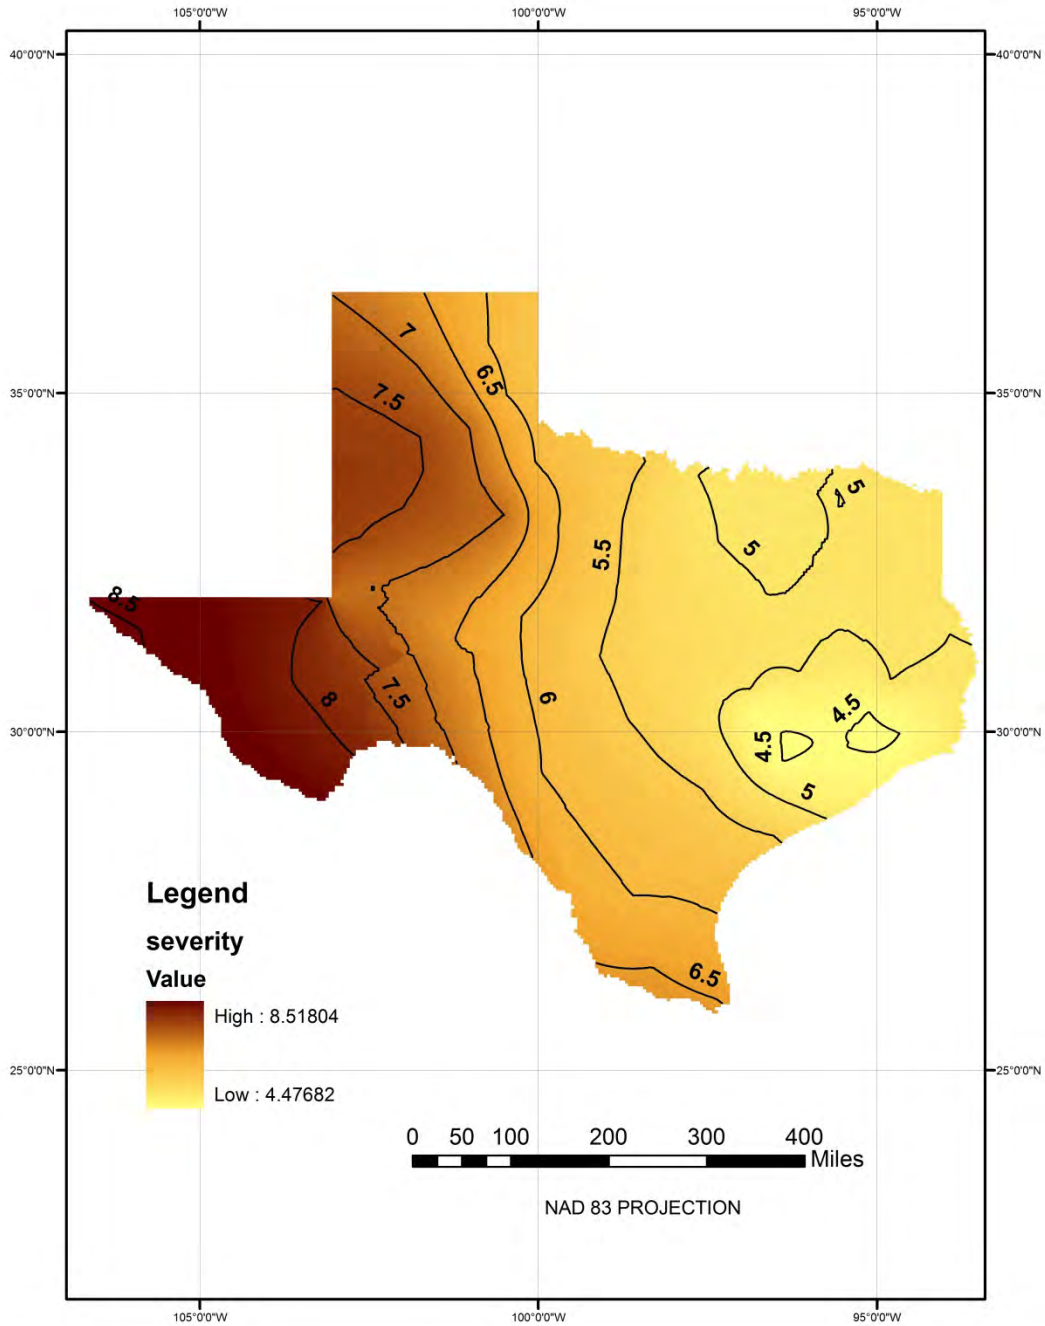 105°0'0"W 100°0'0"W 95°0'0"W
40°0'0"N 40°0'0"N
7
6.5
7.5
35°0'0"N 35°0'0"N
5
5.5
5
8.5
7.5
8
6
4.5
4.5
30°0'0"N 30°0'0"N
5
Legend
severity
Value
6.5
High : 8.51804
25°0'0"N 25°0'0"N
Low : 4.47682
0 50 100 200 300 400
Miles
NAD 83 PROJECTION
105°0'0"W 100°0'0"W 95°0'0"W